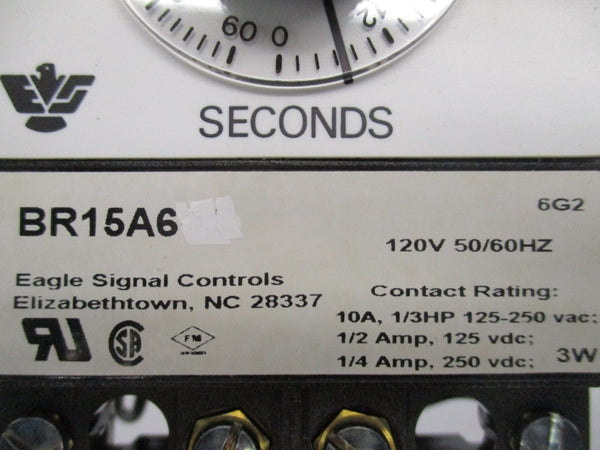 60 0 12
SECONDS
BR15A6
6G2
120V 50/60HZ
Eagle Signal Controls
Elizabethtown, NC 28337
Contact Rating:
10A, 1/3HP 125-250 vac;
1/2 Amp, 125 vdc;
1/4 Amp, 250 vdc; 3W